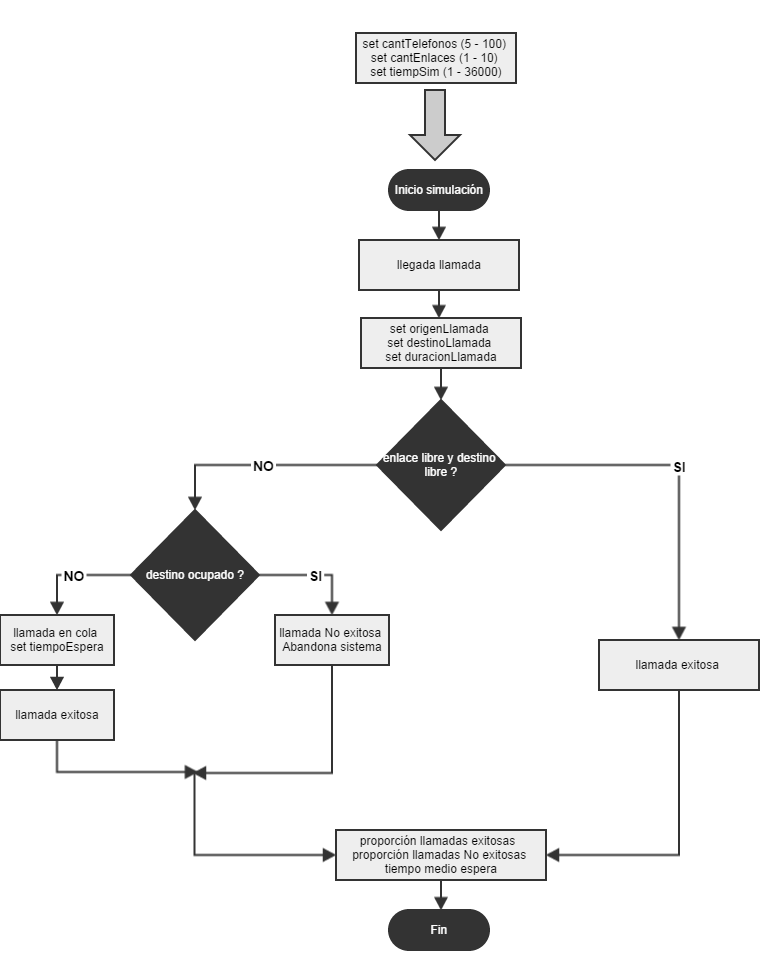 set cantTelefonos (5 - 100)
set cantEnlaces (1 - 10)
set tiempSim (1 - 36000)
Inicio simulación
llegada llamada
set origenLlamada
set destinoLlamada
set duracionLlamada
enlace libre y destino
libre ?
NO
SI
destino ocupado ?
NO
SI
llamada en cola
set tiempoEspera
llamada No exitosa
Abandona sistema
llamada exitosa
llamada exitosa
proporción llamadas exitosas
proporción llamadas No exitosas
tiempo medio espera
Fin